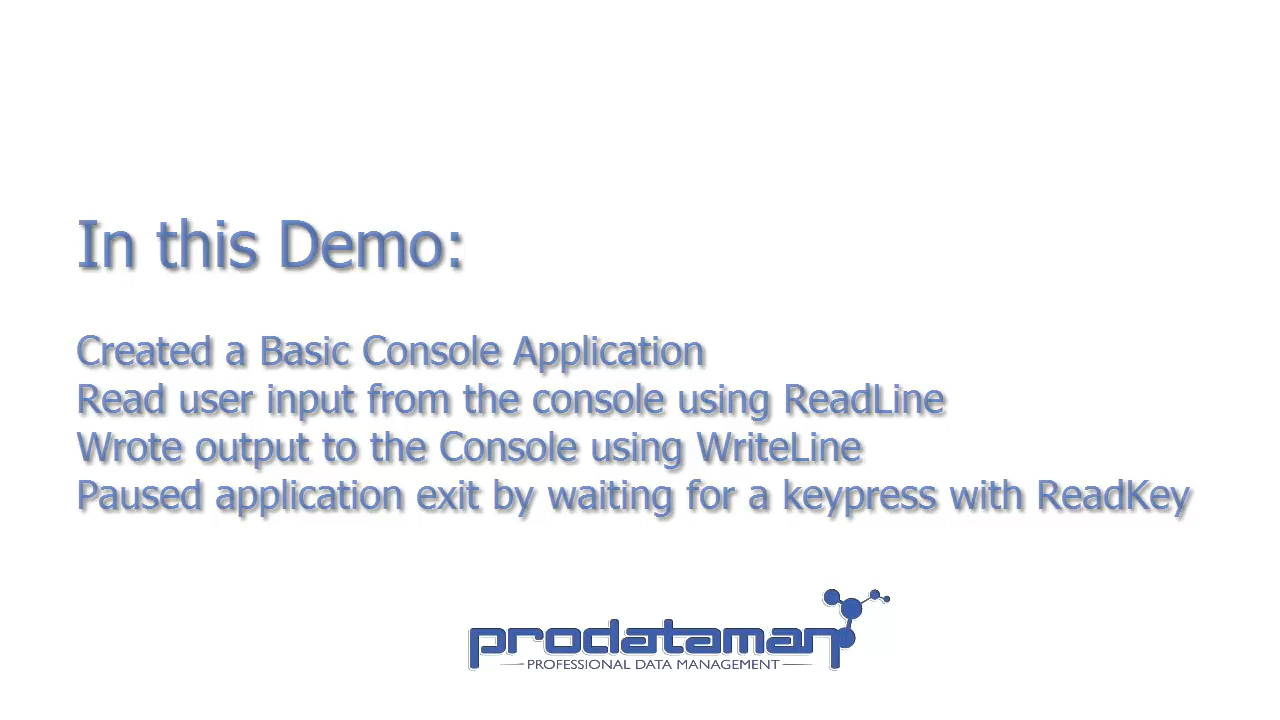 In this Demo:
Created a Basic Console Application
Read user input from the console using ReadLine
Wrote output to the Console using WriteLine
Paused application exit by waiting for a keypress with ReadKey
prodataman
PROFESSIONAL DATA MANAGEMENT